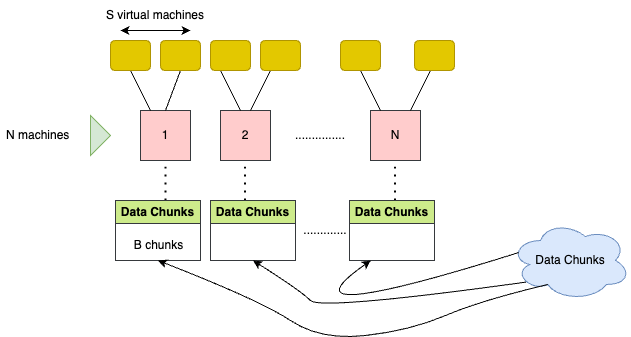 S virtual machines
N machines
1
2
...............
N
Data Chunks
Data Chunks
Data Chunks
B chunks
.............
Data Chunks